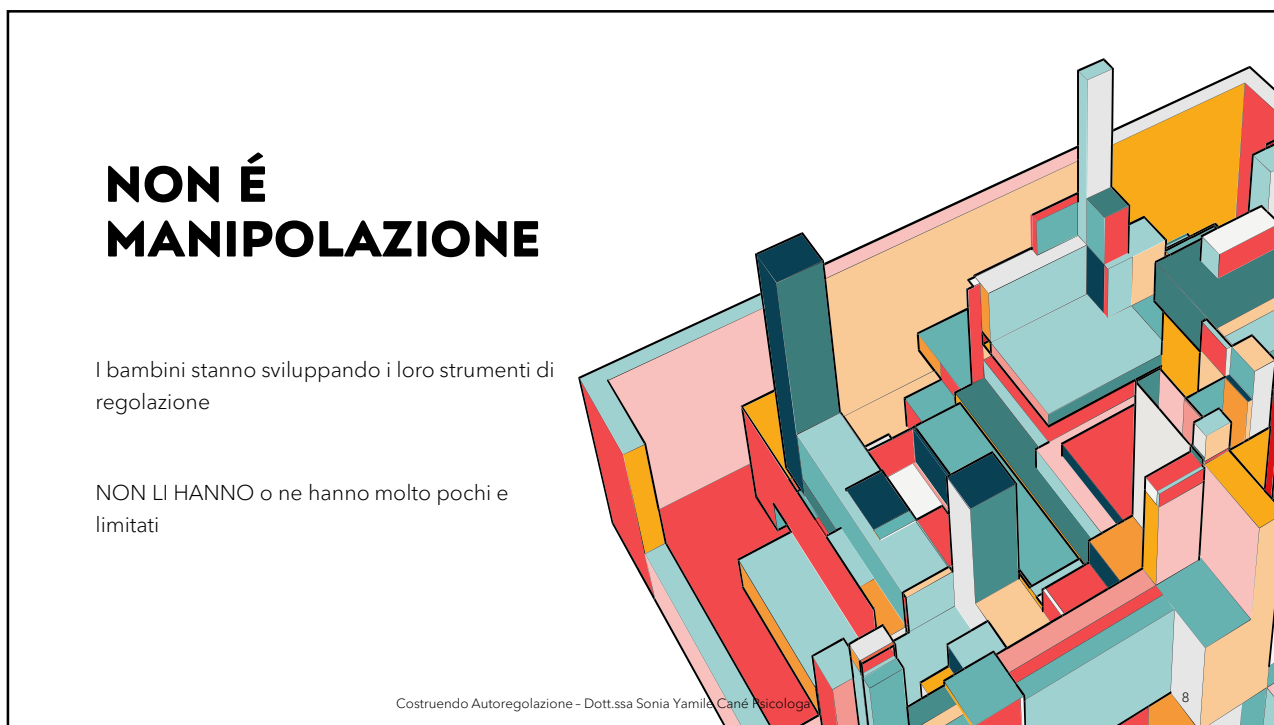 NON É
MANIPOLAZIONE
I bambini stanno sviluppando i loro strumenti di
regolazione
NON LI HANNO o ne hanno molto pochi e
limitati
Costruendo Autoregolazione – Dott.ssa Sonia Yamile Cané Psicologa
8